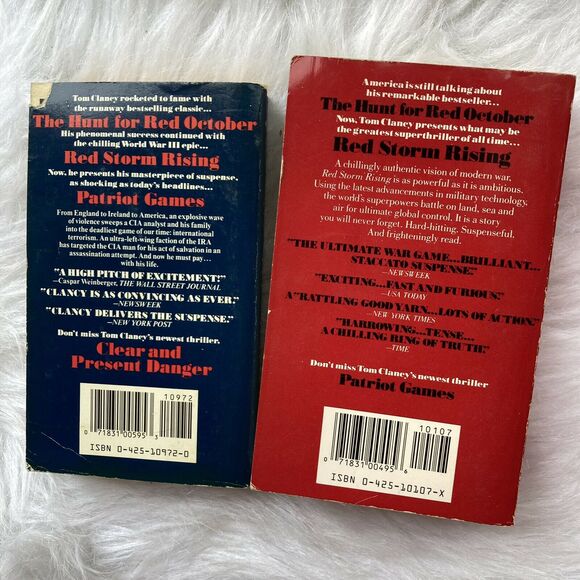 Tom Clancy rocketed to fame with
the runaway bestselling classic...
The Hunt for Red October
His phenomenal success continued with
the chilling World War III epic...
Red Storm Rising
Now, he presents his masterpiece of suspense,
as shocking as today's headlines...
Patriot Games
From England to Ireland to America, an explosive wave
of violence sweeps a CIA analyst and his family
into the deadliest game of our time: international
terrorism. An ultra-left-wing faction of the IRA
has targeted the CIA man for his act of salvation in an
assassination attempt. And now he must pay...
with his life.
"A HIGH PITCH OF EXCITEMENT!"
—Caspar Weinberger, THE WALL STREET JOURNAL
"CLANCY IS AS CONVINCING AS EVER."
—NEWSWEEK
"CLANCY DELIVERS THE SUSPENSE."
—NEW YORK POST
Don't miss Tom Clancy's newest thriller,
Clear and
Present Danger
10972
0 71831 00595 3
ISBN 0-425-10972-0
America is still talking about
his remarkable bestseller...
The Hunt for Red October
Now, Tom Clancy presents what may be
the greatest superthriller of all time...
Red Storm Rising
A chillingly authentic vision of modern war,
Red Storm Rising is as powerful as it is ambitious.
Using the latest advancements in military technology,
the world's superpowers battle on land, sea and
air for ultimate global control. It is a story
you will never forget. Hard-hitting. Suspenseful.
And frighteningly real.
"THE ULTIMATE WAR GAME...BRILLIANT...
STACCATO SUSPENSE."
—NEWSWEEK
"EXCITING...FAST AND FURIOUS!"
—USA TODAY
"A RATTLING GOOD YARN...LOTS OF ACTION."
—NEW YORK TIMES
"HARROWING...TENSE...
A CHILLING RING OF TRUTH."
—TIME
Don't miss Tom Clancy's newest thriller
Patriot Games
10107
0 71831 00495 6
ISBN 0-425-10107-X